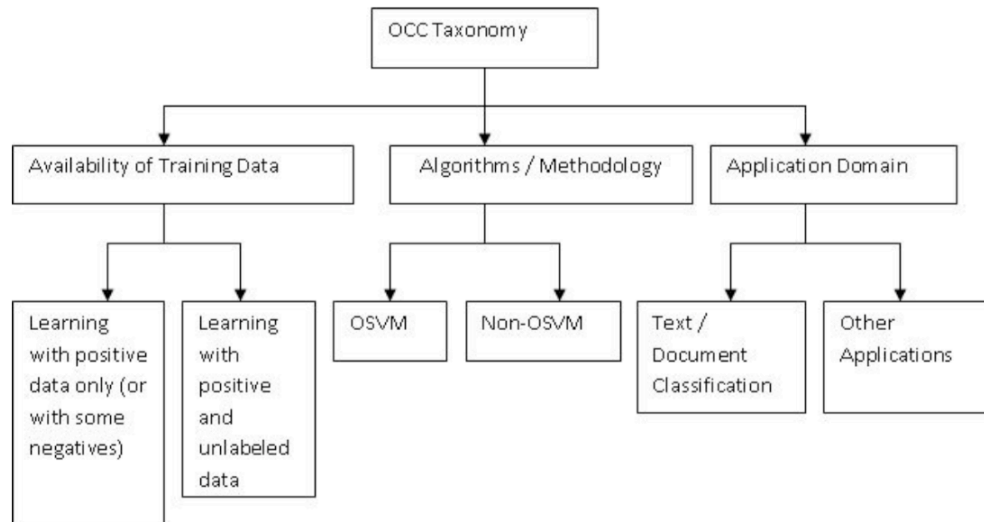 OCC Taxonomy
Availability of Training Data
Algorithms / Methodology
Application Domain
Learning
with positive
data only (or
with some
negatives)
Learning
with
positive
and
unlabeled
data
OSVM
Non-OSVM
Text /
Document
Classification
Other
Applications